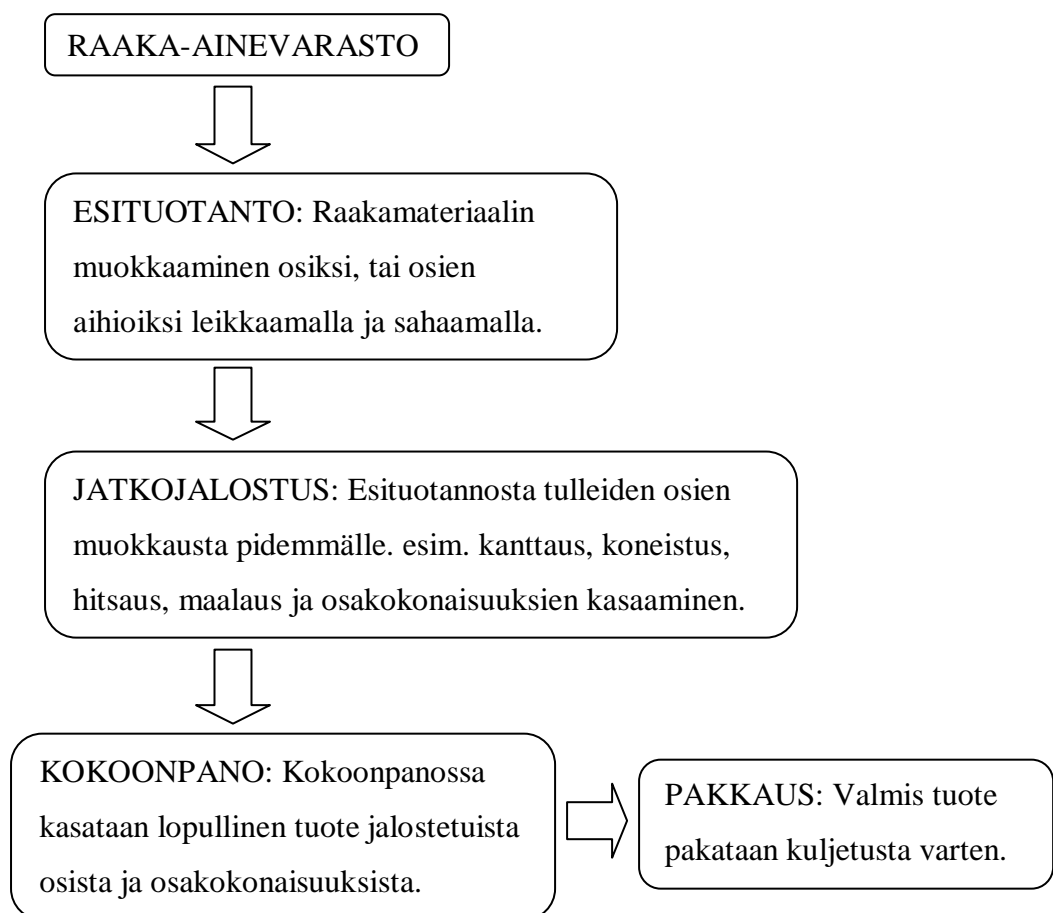 RAAKA-AINEVARASTO
ESITUOTANTO: Raakamateriaalin
muokkaaminen osiksi, tai osien
aihioiksi leikkaamalla ja sahaamalla.
JATKOJALOSTUS: Esituotannosta tulleiden osien
muokkausta pidemmälle. esim. kanttaus, koneistus,
hitsaus, maalaus ja osakokonaisuuksien kasaaminen.
KOKOONPANO: Kokoonpanossa
kasataan lopullinen tuote jalostetuista
osista ja osakokonaisuuksista.
PAKKAUS: Valmis tuote
pakataan kuljetusta varten.